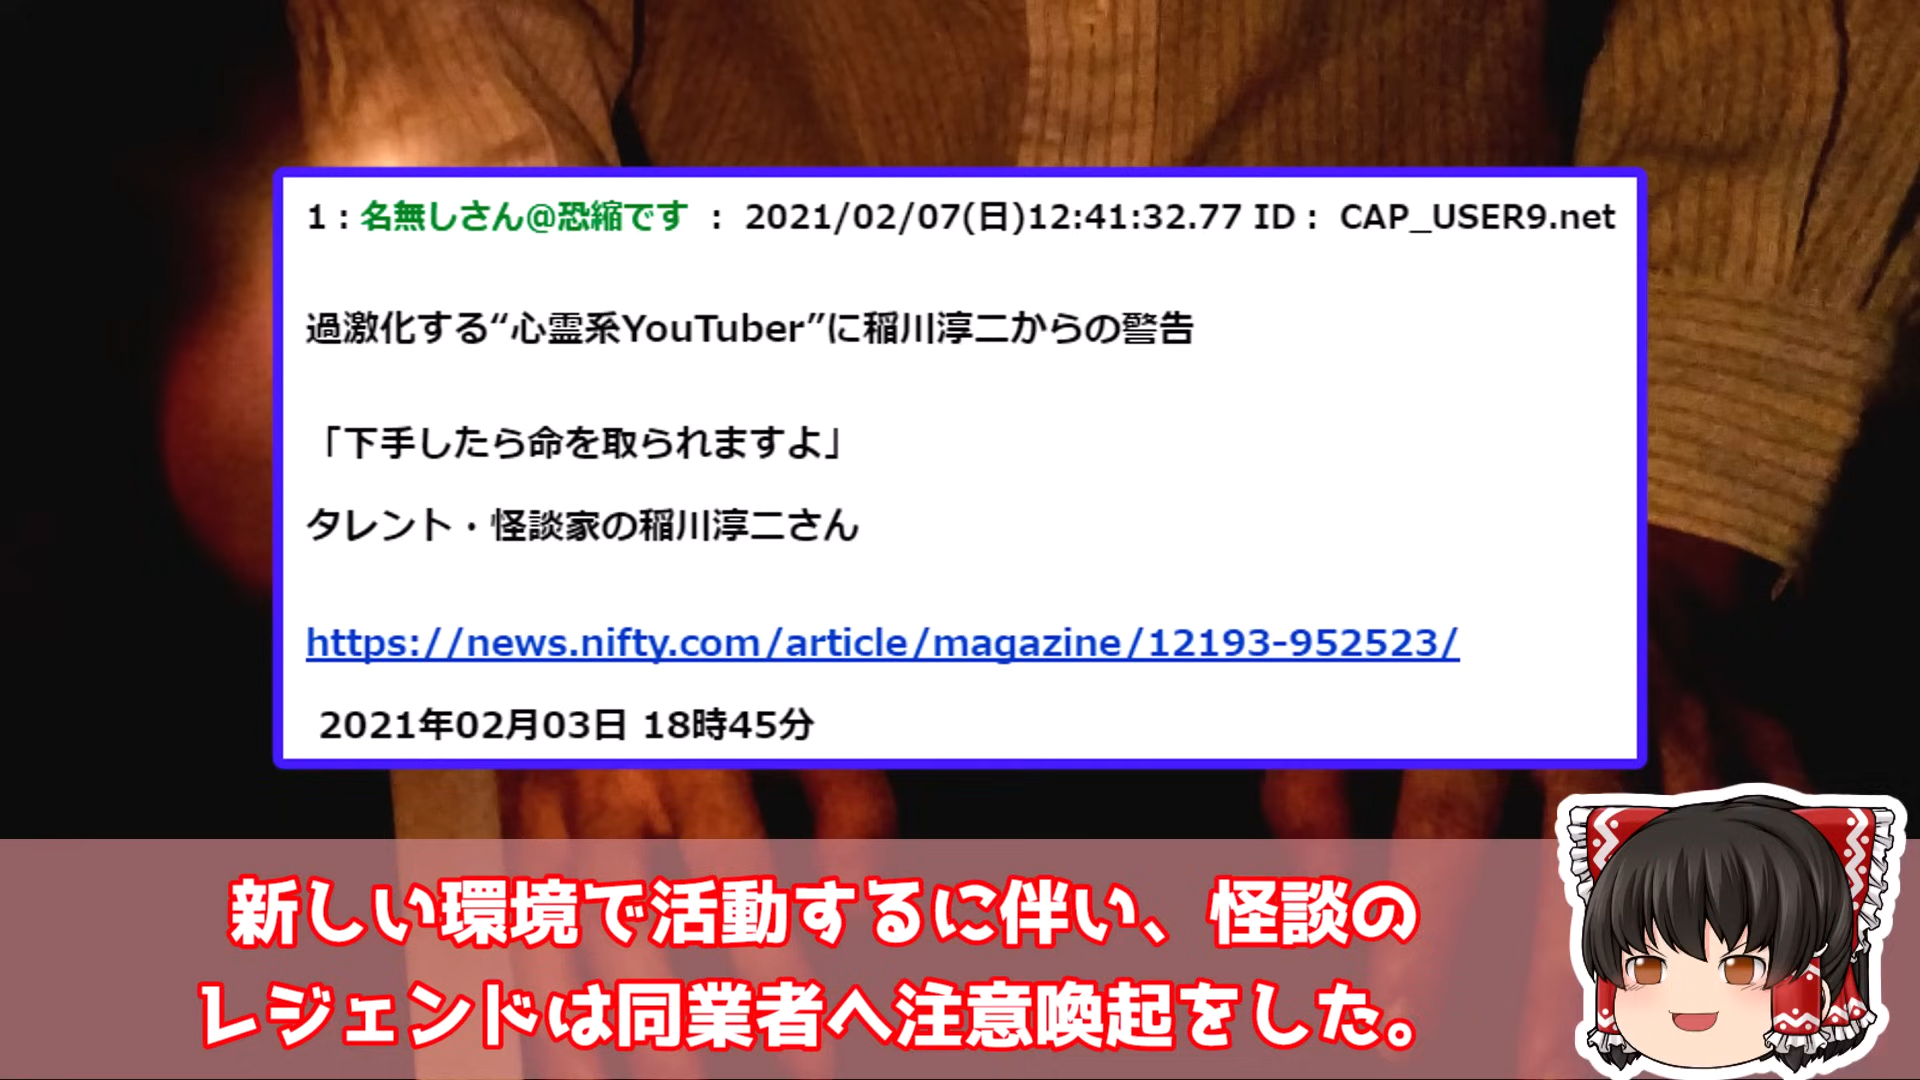 1：名無しさん@恐縮です ： 2021/02/07(日)12:41:32.77 ID： CAP_USER9.net
過激化する“心霊系YouTuber”に稲川淳二からの警告
「下手したら命を取られますよ」
タレント・怪談家の稲川淳二さん
https://news.nifty.com/article/magazine/12193-952523/
2021年02月03日 18時45分
新しい環境で活動するに伴い、怪談の
レジェンドは同業者へ注意喚起をした。